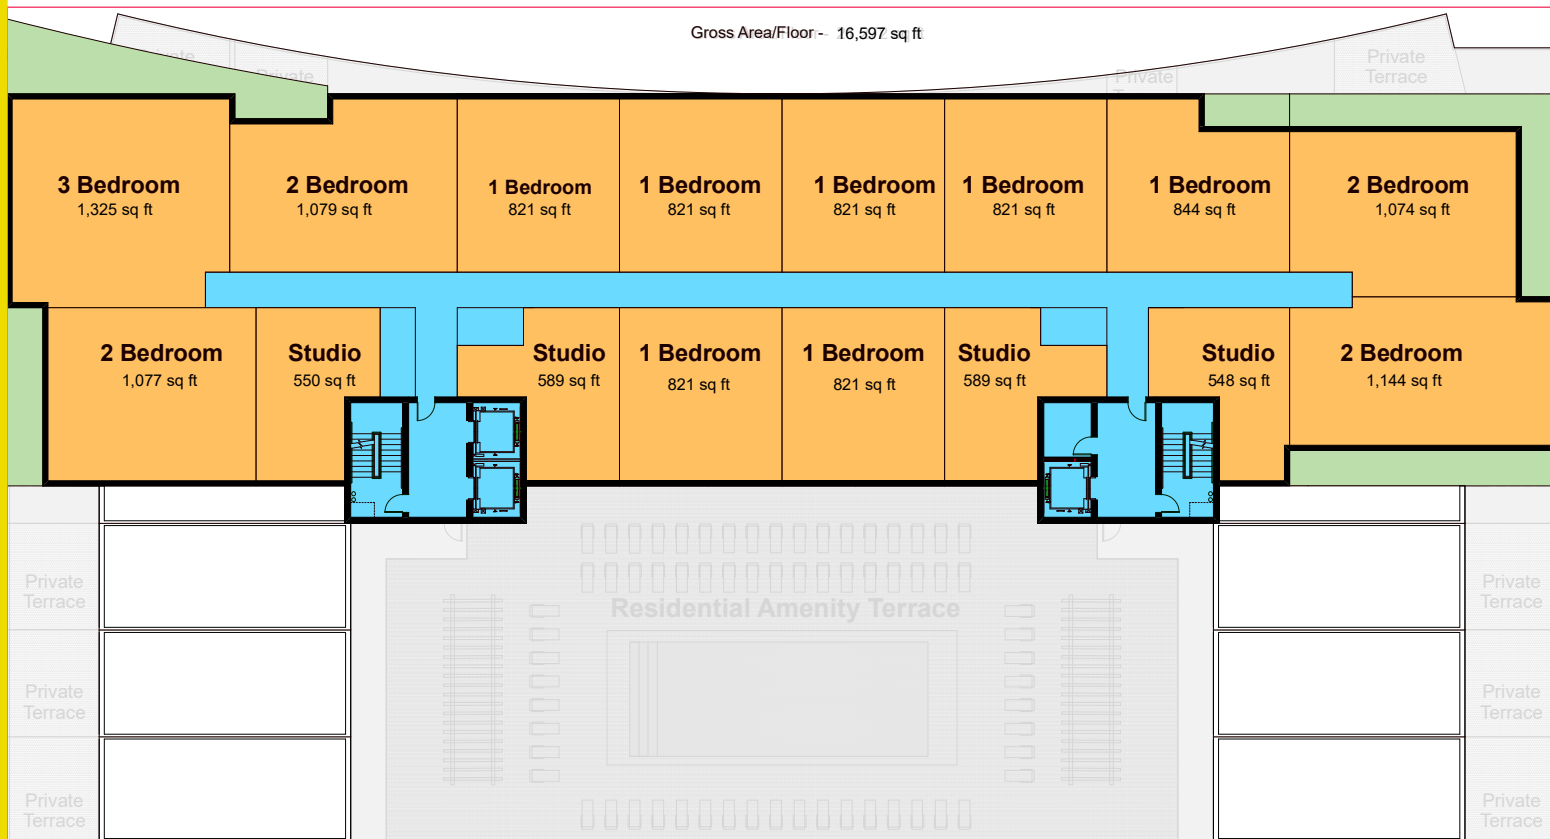 Gross Area/Floor - 16,597 sq ft
Private
Private
Private
Private
Terrace
3 Bedroom
1,325 sq ft
2 Bedroom
1,079 sq ft
1 Bedroom
821 sq ft
1 Bedroom
821 sq ft
1 Bedroom
821 sq ft
1 Bedroom
821 sq ft
1 Bedroom
844 sq ft
2 Bedroom
1,074 sq ft
2 Bedroom
1,077 sq ft
Studio
550 sq ft
Studio
589 sq ft
1 Bedroom
821 sq ft
1 Bedroom
821 sq ft
Studio
589 sq ft
Studio
548 sq ft
2 Bedroom
1,144 sq ft
Residential Amenity Terrace
Private
Terrace
Private
Terrace
Private
Terrace
Private
Terrace
Private
Terrace
Private
Terrace